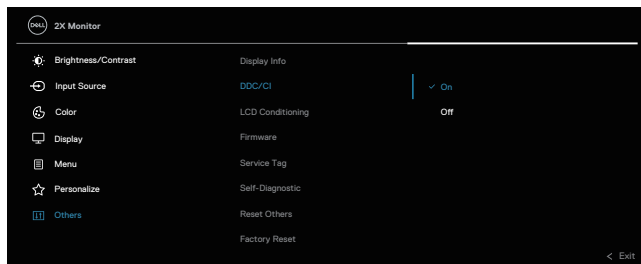 DELL 2X Monitor
Brightness/Contrast Display Info
Input Source DDC/CI ✓ On
Color LCD Conditioning Off
Display Firmware
Menu Service Tag
Personalize Self-Diagnostic
Others Reset Others
Factory Reset
< Exit